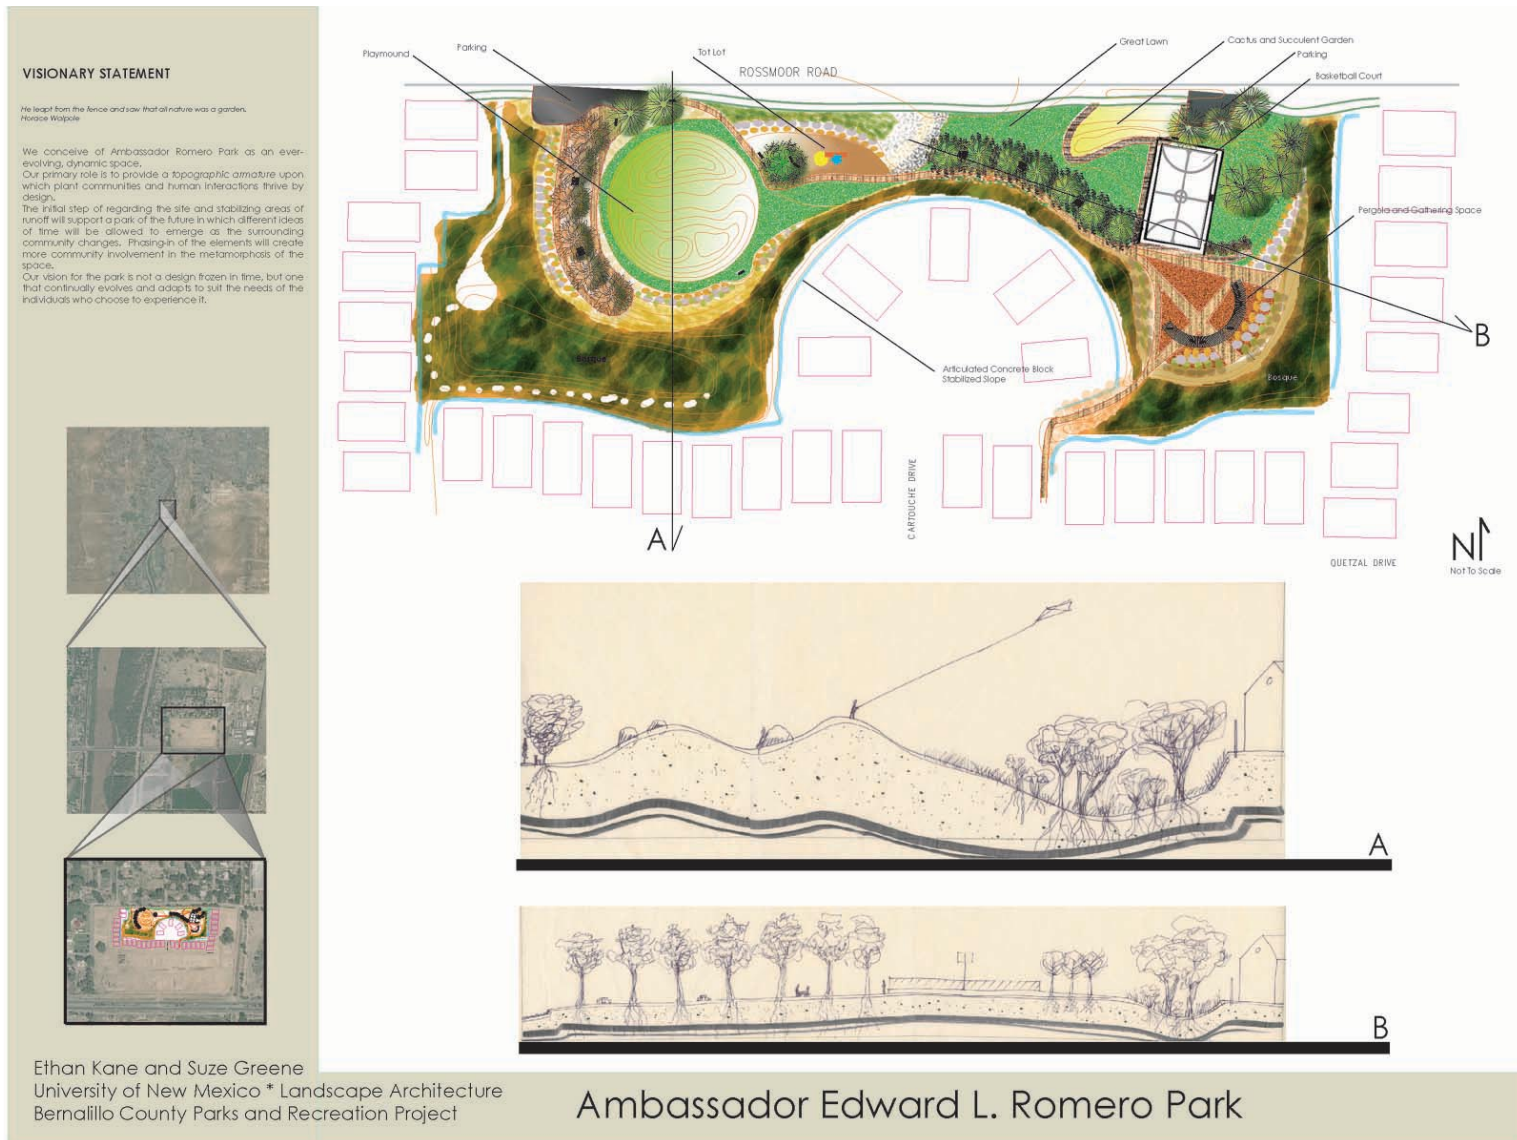 VISIONARY STATEMENT
He leapt from the fence and saw that all nature was a garden.
Horace Walpole
We conceive of Ambassador Romero Park as an ever-
evolving, dynamic space.
Our primary role is to provide a topographic armature upon
which plant communities and human interactions thrive by
design.
The initial step of regarding the site and stabilizing areas of
runoff will support a park of the future in which different ideas
of time will be allowed to emerge as the surrounding
community changes. Phasing-in of the elements will create
more community involvement in the metamorphosis of the
space.
Our vision for the park is not a design frozen in time, but one
that continually evolves and adapts to suit the needs of the
individuals who choose to experience it.
Playmound
Parking
Tot Lot
ROSSMOOR ROAD
Great Lawn
Cactus and Succulent Garden
Parking
Basketball Court
Pergola and Gathering Space
B
Articulated Concrete Block
Stabilized Slope
Bosque
Bosque
A
CARTOUCHE DRIVE
QUETZAL DRIVE
N
Not To Scale
A
B
Ethan Kane and Suze Greene
University of New Mexico * Landscape Architecture
Bernalillo County Parks and Recreation Project
Ambassador Edward L. Romero Park